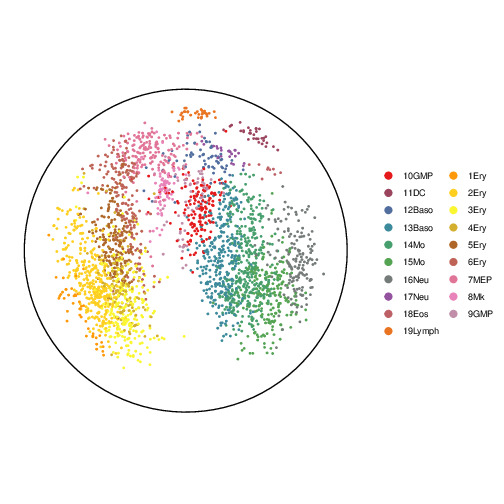 10GMP 1Ery
11DC 2Ery
12Baso 3Ery
13Baso 4Ery
14Mo 5Ery
15Mo 6Ery
16Neu 7MEP
17Neu 8Mk
18Eos 9GMP
19Lymph